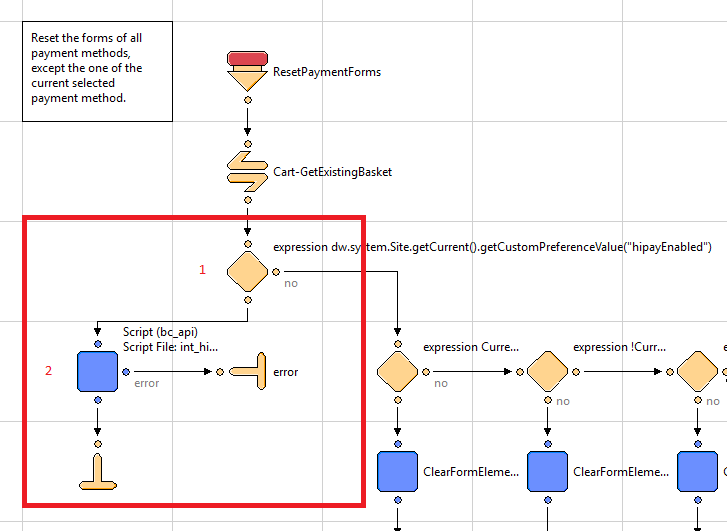 Reset the forms of all
payment methods,
except the one of the
current selected
payment method.
ResetPaymentForms
Cart-GetExistingBasket
expression dw.system.Site.getCurrent().getCustomPreferenceValue("hipayEnabled")
1
no
Script (bc_api)
Script File: int_hi...
expression Curre...
expression !Curr...
2
error
error
no
no
no
ClearFormEleme...
ClearFormEleme...